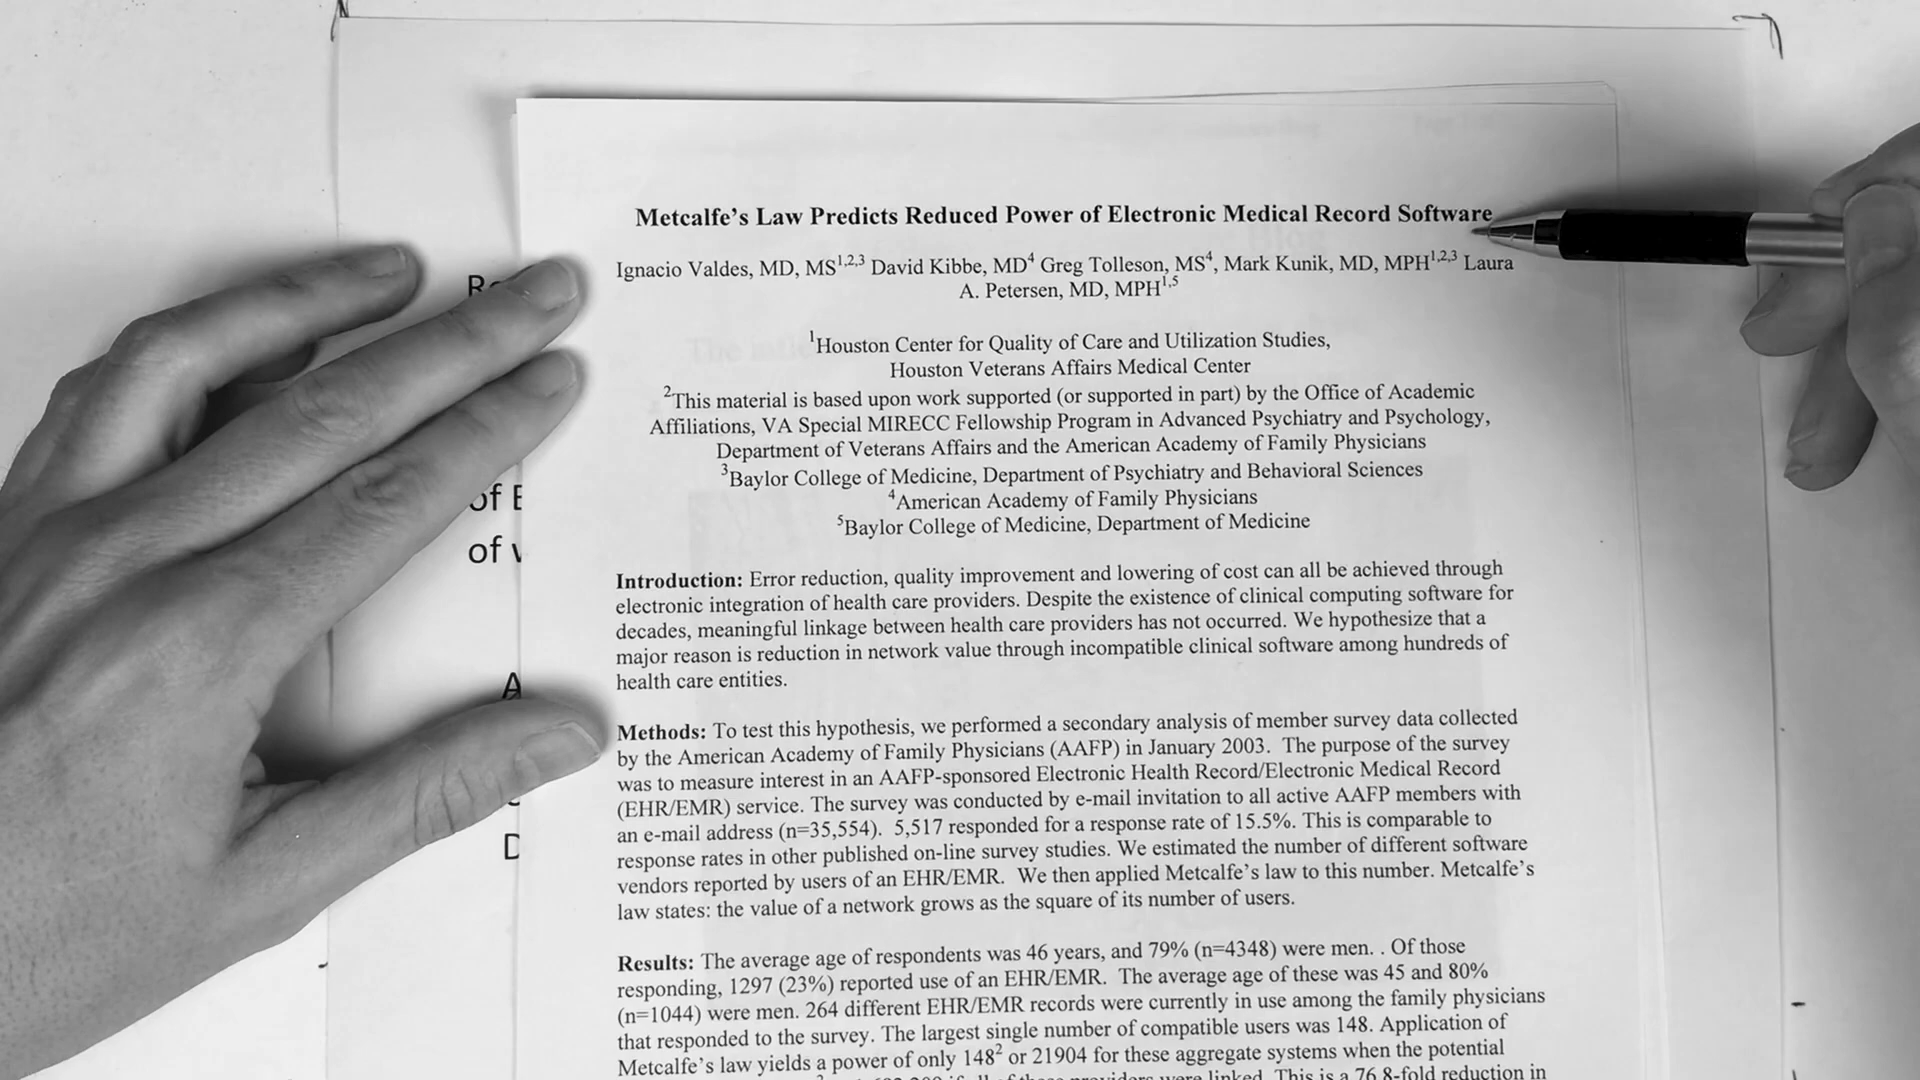 Metcalfe's Law Predicts Reduced Power of Electronic Medical Record Software
Ignacio Valdes, MD, MS1,2,3 David Kibbe, MD4 Greg Tolleson, MS4, Mark Kunik, MD, MPH1,2,3 Laura
A. Petersen, MD, MPH1,5
1Houston Center for Quality of Care and Utilization Studies,
Houston Veterans Affairs Medical Center
2This material is based upon work supported (or supported in part) by the Office of Academic
Affiliations, VA Special MIRECC Fellowship Program in Advanced Psychiatry and Psychology,
Department of Veterans Affairs and the American Academy of Family Physicians
3Baylor College of Medicine, Department of Psychiatry and Behavioral Sciences
4American Academy of Family Physicians
5Baylor College of Medicine, Department of Medicine
of
of
A
D
Introduction: Error reduction, quality improvement and lowering of cost can all be achieved through
electronic integration of health care providers. Despite the existence of clinical computing software for
decades, meaningful linkage between health care providers has not occurred. We hypothesize that a
major reason is reduction in network value through incompatible clinical software among hundreds of
health care entities.
Methods: To test this hypothesis, we performed a secondary analysis of member survey data collected
by the American Academy of Family Physicians (AAFP) in January 2003. The purpose of the survey
was to measure interest in an AAFP-sponsored Electronic Health Record/Electronic Medical Record
(EHR/EMR) service. The survey was conducted by e-mail invitation to all active AAFP members with
an e-mail address (n=35,554). 5,517 responded for a response rate of 15.5%. This is comparable to
response rates in other published on-line survey studies. We estimated the number of different software
vendors reported by users of an EHR/EMR. We then applied Metcalfe's law to this number. Metcalfe's
law states: the value of a network grows as the square of its number of users.
Results: The average age of respondents was 46 years, and 79% (n=4348) were men. . Of those
responding, 1297 (23%) reported use of an EHR/EMR. The average age of these was 45 and 80%
(n=1044) were men. 264 different EHR/EMR records were currently in use among the family physicians
that responded to the survey. The largest single number of compatible users was 148. Application of
Metcalfe's law yields a power of only 148² or 21904 for these aggregate systems when the potential
if all of these providers were linked. This is a 76.8-fold reduction in